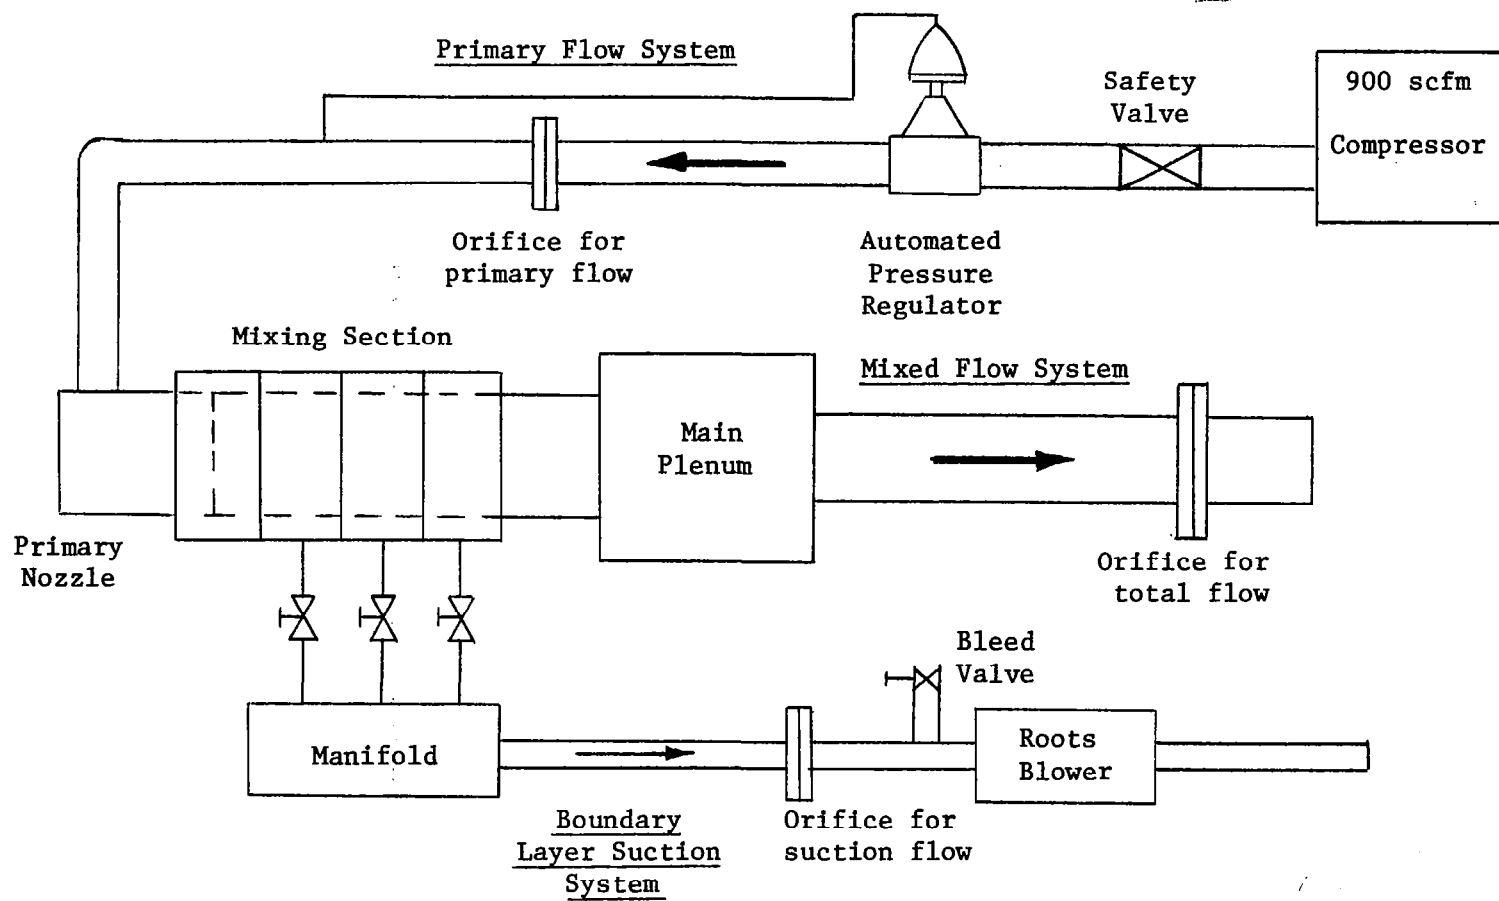 Primary Flow System
Safety
Valve
900 scfm
Compressor
Orifice for
primary flow
Automated
Pressure
Regulator
Mixing Section
Mixed Flow System
Main
Plenum
Primary
Nozzle
Orifice for
total flow
Bleed
Valve
Manifold
Roots
Blower
Boundary
Layer Suction
System
Orifice for
suction flow